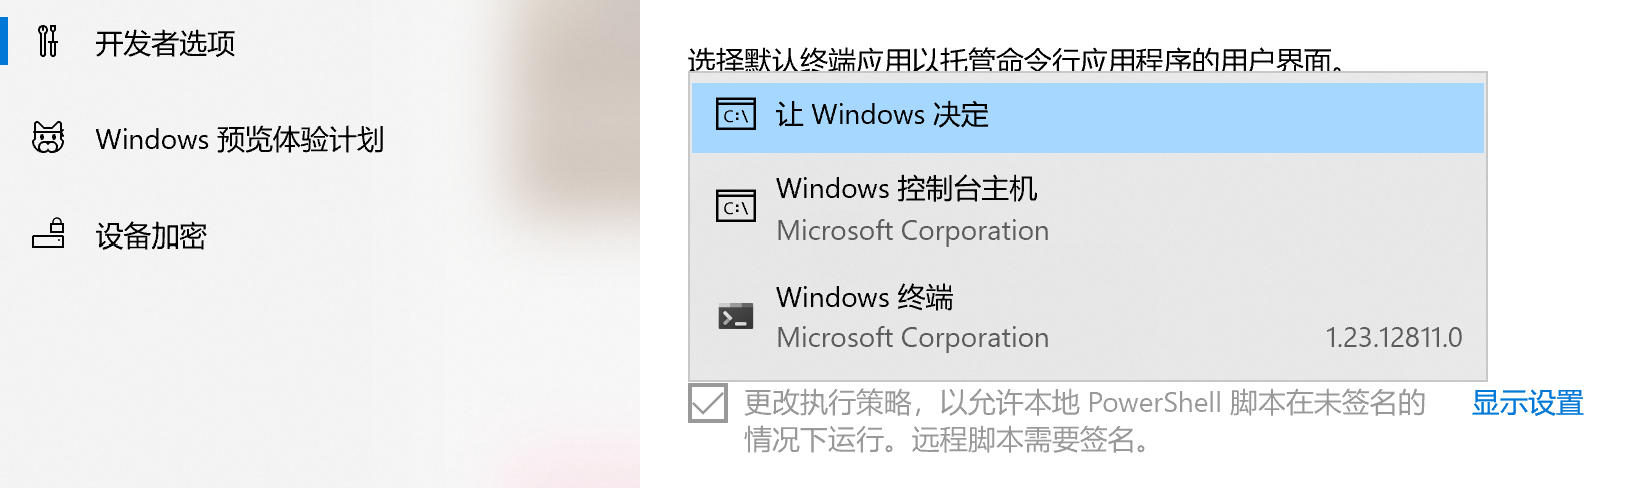 开发者选项
Windows 预览体验计划
设备加密
选择默认终端应用以托管命令行应用程序的用户界面。
让 Windows 决定
Windows 控制台主机
Microsoft Corporation
Windows 终端
Microsoft Corporation 1.23.12811.0
更改执行策略，以允许本地 PowerShell 脚本在未签名的 显示设置
情况下运行。远程脚本需要签名。